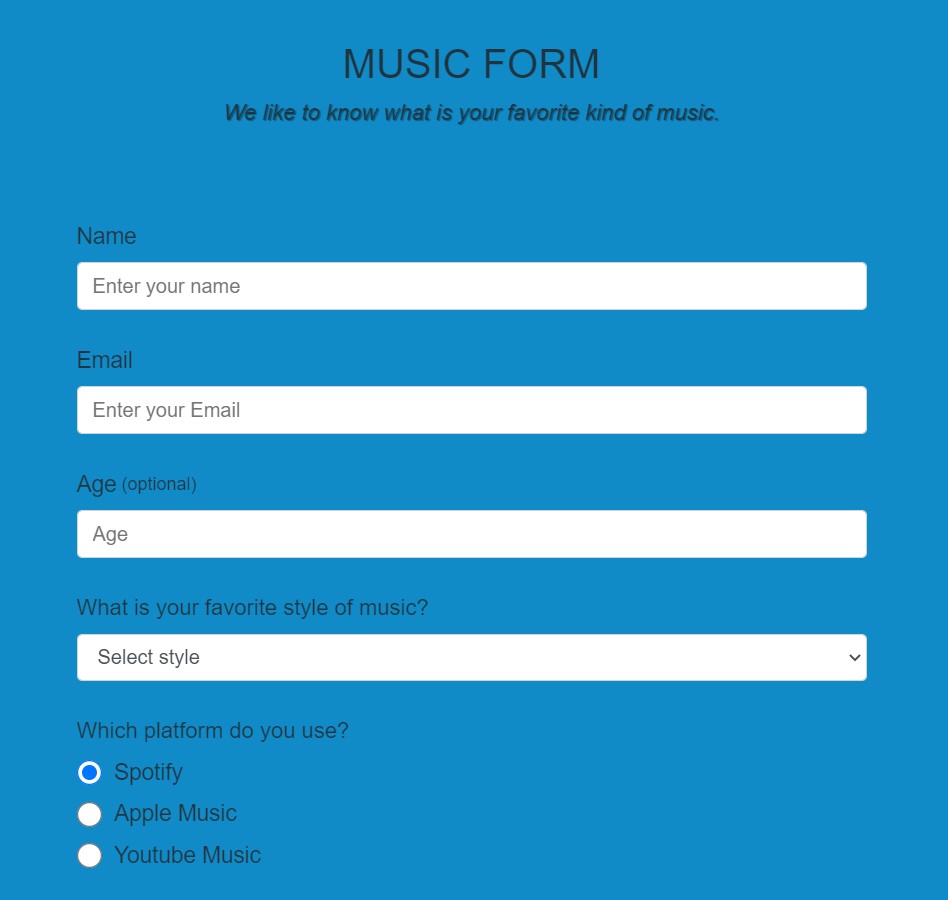 MUSIC FORM
We like to know what is your favorite kind of music.
Name
Enter your name
Email
Enter your Email
Age (optional)
Age
What is your favorite style of music?
Select style
Which platform do you use?
Spotify
Apple Music
Youtube Music